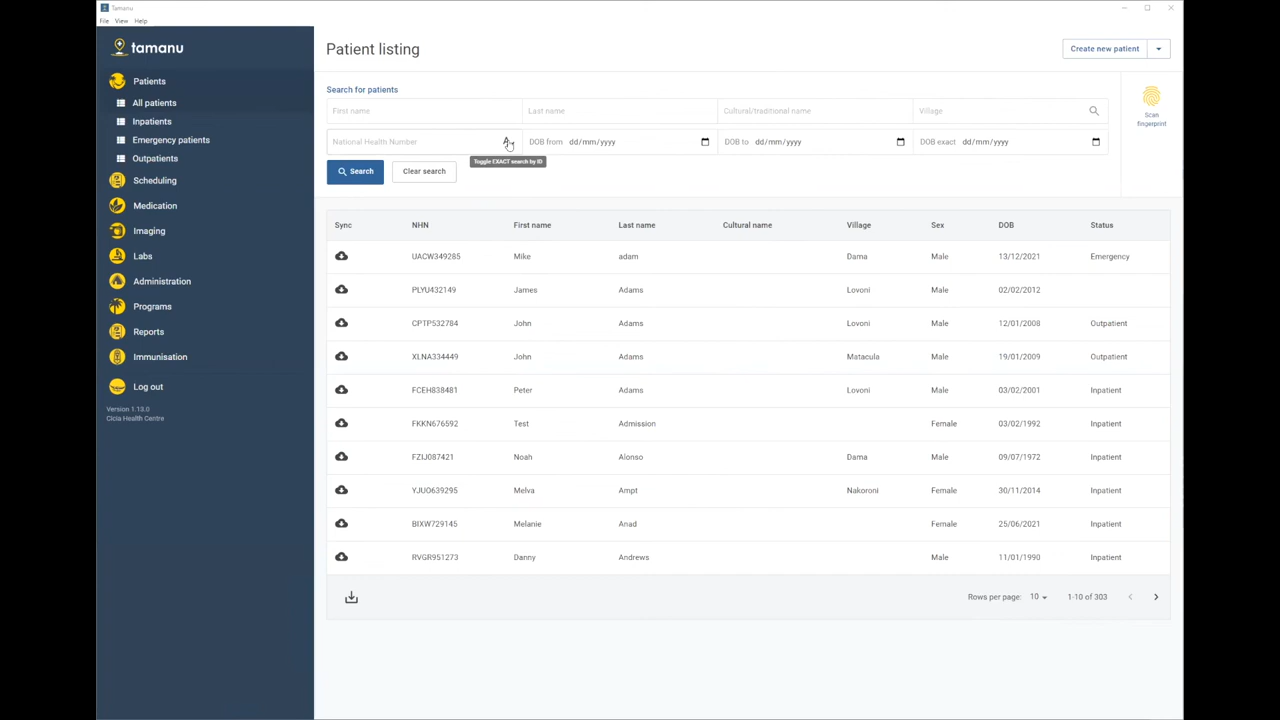 Tamanu
File View Help
tamanu
Patients
All patients
Inpatients
Emergency patients
Outpatients
Scheduling
Medication
Imaging
Labs
Administration
Programs
Reports
Immunisation
Log out
Version 1.13.0
Cicia Health Centre
Patient listing
Create new patient
Search for patients
First name Last name Cultural/traditional name Village
National Health Number DOB from dd/mm/yyyy DOB to dd/mm/yyyy DOB exact dd/mm/yyyy
Toggle EXACT search by ID
Search Clear search
Scan
fingerprint
Sync NHN First name Last name Cultural name Village Sex DOB Status
UACW349285 Mike adam Dama Male 13/12/2021 Emergency
PLYU432149 James Adams Lovoni Male 02/02/2012
CPTP532784 John Adams Lovoni Male 12/01/2008 Outpatient
XLNA334449 John Adams Matacula Male 19/01/2009 Outpatient
FCEH838481 Peter Adams Lovoni Male 03/02/2001 Inpatient
FKKN676592 Test Admission Female 03/02/1992 Inpatient
FZIJ087421 Noah Alonso Dama Male 09/07/1972 Inpatient
YJUO639295 Melva Ampt Nakoroni Female 30/11/2014 Inpatient
BIXW729145 Melanie Anad Female 25/06/2021 Inpatient
RVGR951273 Danny Andrews Male 11/01/1990 Inpatient
Rows per page: 10 1-10 of 303